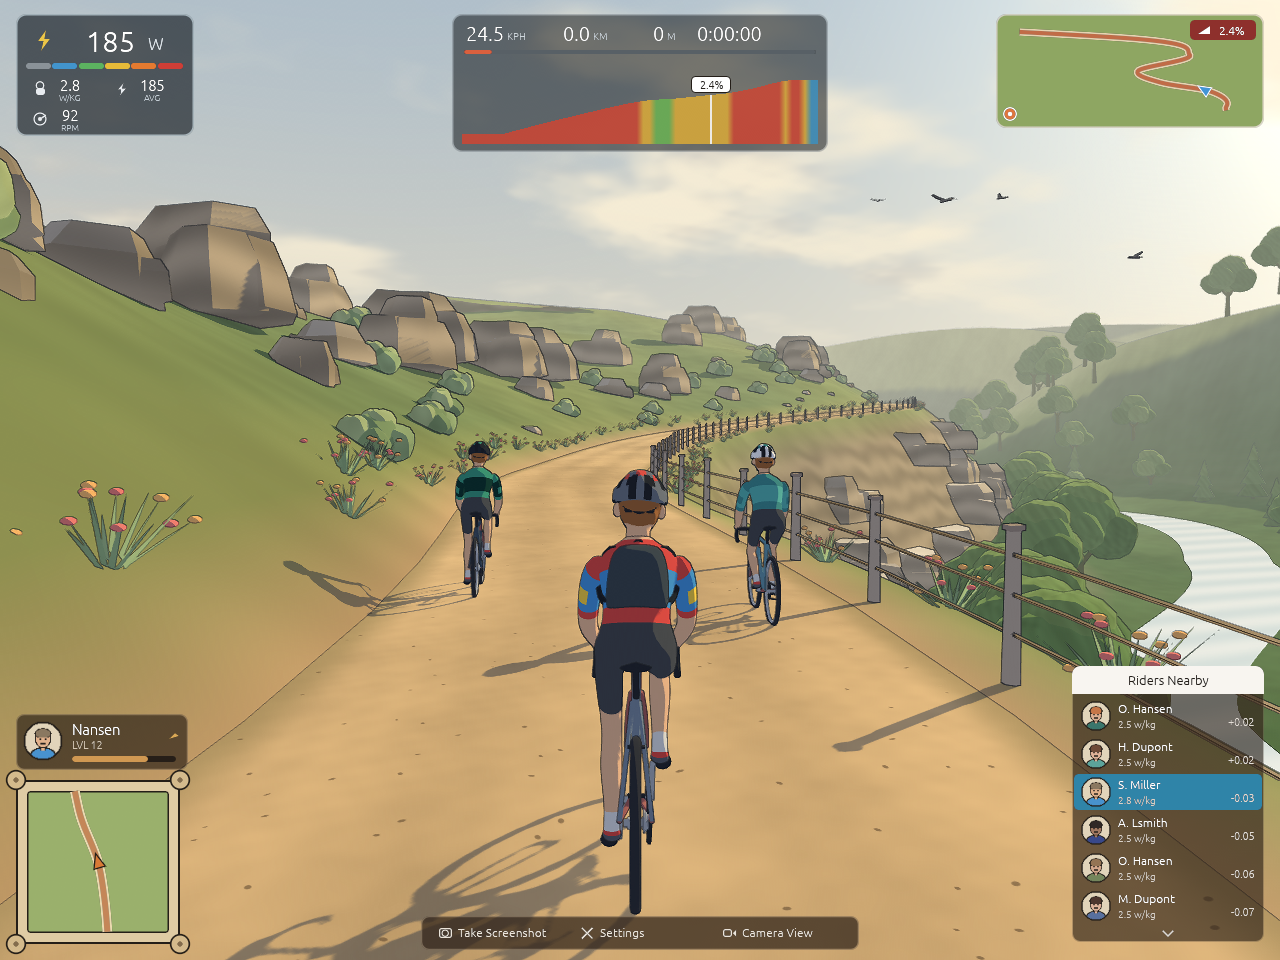 185 W
2.8 W/KG
185 AVG
92 RPM
24.5 KPH 0.0 KM 0 M 0:00:00
2.4%
2.4%
Nansen
LVL 12
Riders Nearby
O. Hansen
2.5 w/kg +0.02
H. Dupont
2.5 w/kg +0.02
S. Miller
2.8 w/kg -0.03
A. Lsmith
2.5 w/kg -0.05
O. Hansen
2.5 w/kg -0.06
M. Dupont
2.5 w/kg -0.07
Take Screenshot Settings Camera View